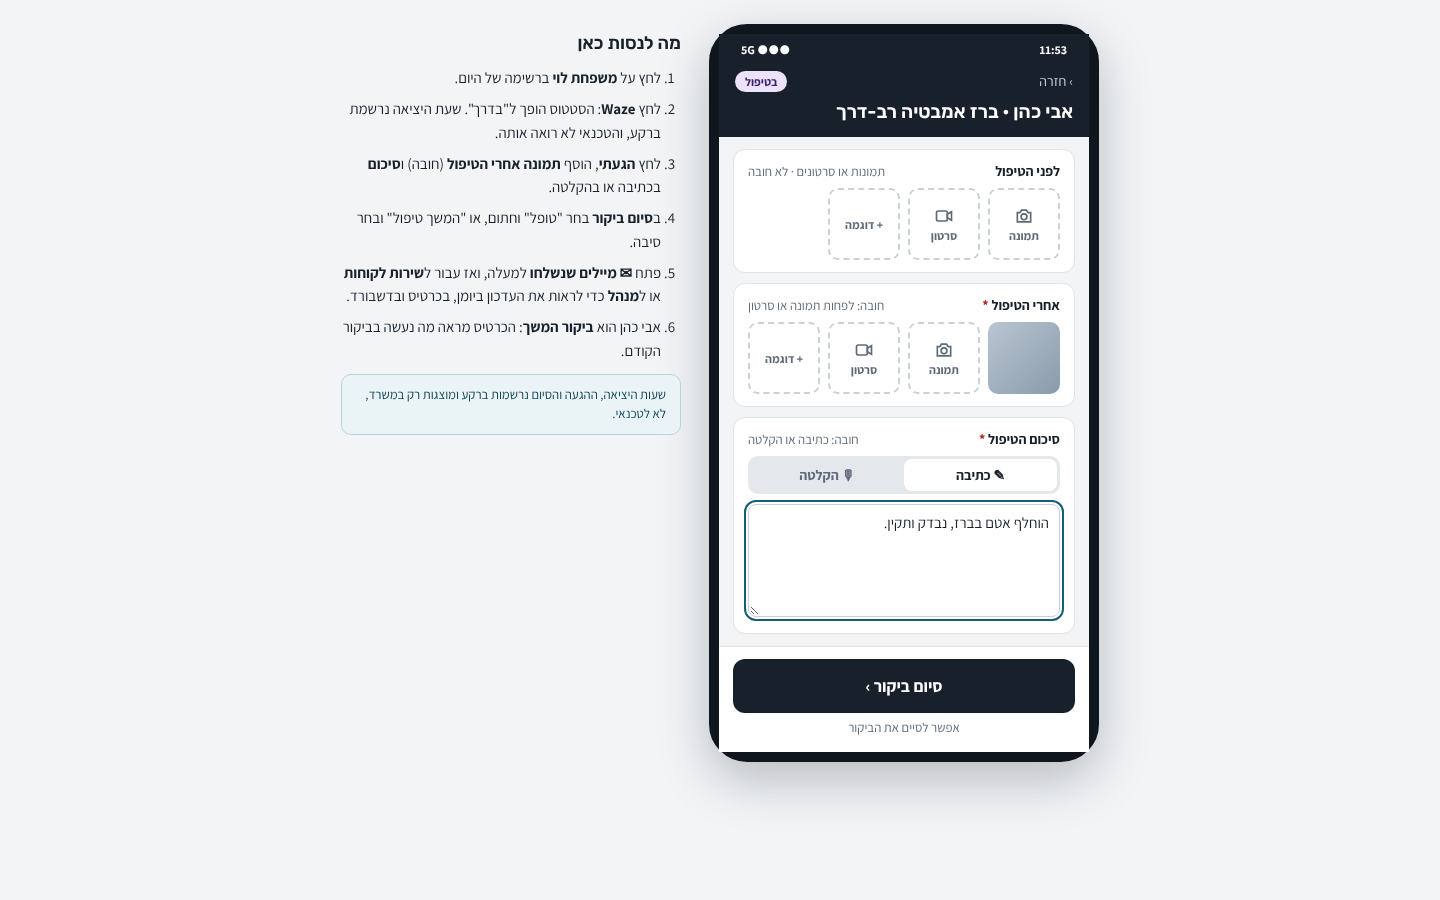 11:53
5G ●●●
‹ חזרה
בטיפול
אבי כהן • ברז אמבטיה רב-דרך
לפני הטיפול
תמונות או סרטונים · לא חובה
תמונה
סרטון
+ דוגמה
אחרי הטיפול *
חובה: לפחות תמונה או סרטון
תמונה
סרטון
+ דוגמה
סיכום הטיפול *
חובה: כתיבה או הקלטה
✎ כתיבה
🎙 הקלטה
הוחלף אטם בברז, נבדק ותקין.
סיום ביקור ›
אפשר לסיים את הביקור
מה לנסות כאן
1. לחץ על משפחת לוי ברשימה של היום.
2. לחץ Waze: הסטטוס הופך ל"בדרך". שעת היציאה נרשמת
ברקע, והטכנאי לא רואה אותה.
3. לחץ הגעתי, הוסף תמונה אחרי הטיפול (חובה) וסיכום
בכתיבה או בהקלטה.
4. בסיום ביקור בחר "טופל" וחתום, או "המשך טיפול" ובחר
סיבה.
5. פתח ✉ מיילים שנשלחו למעלה, ואז עבור לשירות לקוחות
או למנהל כדי לראות את העדכון ביומן, בכרטיס ובדשבורד.
6. אבי כהן הוא ביקור המשך: הכרטיס מראה מה נעשה בביקור
הקודם.
שעות היציאה, ההגעה והסיום נרשמות ברקע ומוצגות רק במשרד,
לא לטכנאי.